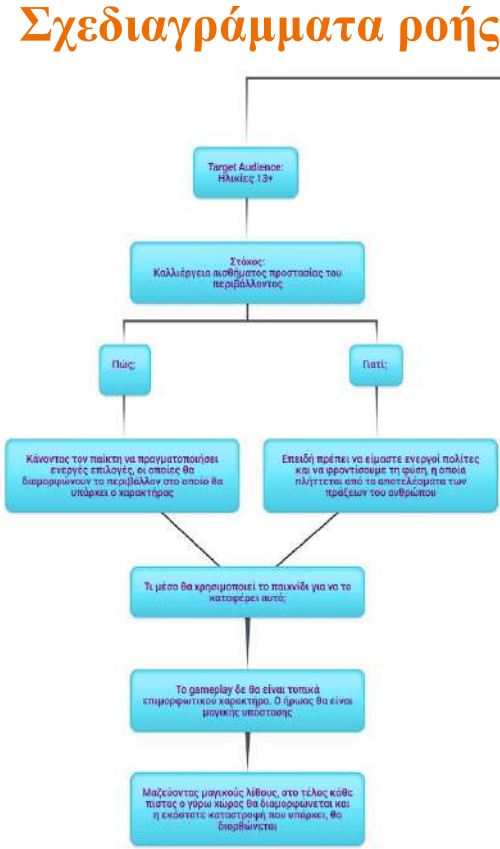 Σχεδιαγράμματα ροής
Target Audience:
Ηλικίες 13+
Στόχος:
Καλλιέργεια αισθήματος προστασίας του
περιβάλλοντος
Πώς;
Γιατί;
Κάνοντας τον παίκτη να πραγματοποιήσει
ενεργές επιλογές, οι οποίες θα
διαμορφώνουν το περιβάλλον στο οποίο θα
υπάρχει ο χαρακτήρας
Επειδή πρέπει να είμαστε ενεργοί πολίτες
και να φροντίσουμε τη φύση, η οποία
πλήττεται από τα αποτελέσματα των
πράξεων του ανθρώπου
Τι μέσο θα χρησιμοποιεί το παιχνίδι για να το
καταφέρει αυτό;
Το gameplay δε θα είναι τυπικά
επιμορφωτικού χαρακτήρα. Ο ήρωας θα είναι
μαγικής υπόστασης
Μαζεύοντας μαγικούς λίθους, στο τέλος κάθε
πίστας ο γύρω χώρος θα διαμορφώνεται και
η εκάστοτε καταστροφή που υπάρκει, θα
διορθώνεται